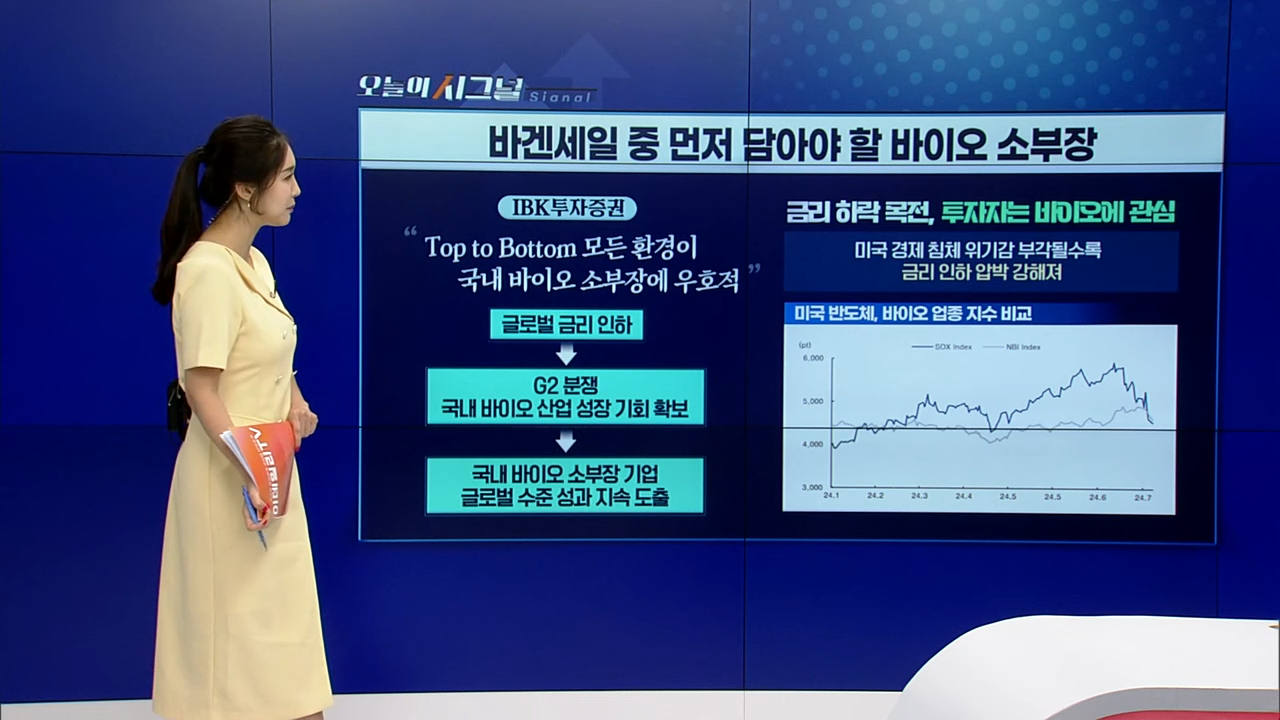 오늘의 시그널
Signal
바겐세일 중 먼저 담아야 할 바이오 소부장
IBK투자증권
“ Top to Bottom 모든 환경이
국내 바이오 소부장에 우호적 ”
글로벌 금리 인하
G2 분쟁
국내 바이오 산업 성장 기회 확보
국내 바이오 소부장 기업
글로벌 수준 성과 지속 도출
금리 하락 목전, 투자자는 바이오에 관심
미국 경제 침체 위기감 부각될수록
금리 인하 압박 강해져
미국 반도체, 바이오 업종 지수 비교
(pt)
SOX Index
NBI Index
6,000
5,000
4,000
3,000
24.1 24.2 24.3 24.4 24.5 24.5 24.6 24.7
이데일리TV